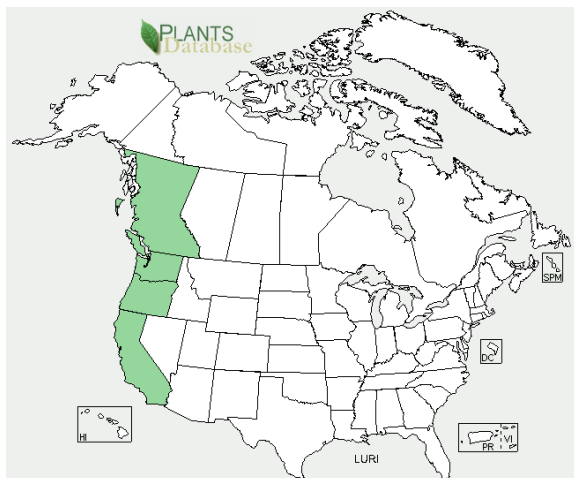 PLANTS
Database
SPM
DC
HI
PR
VI
LURI